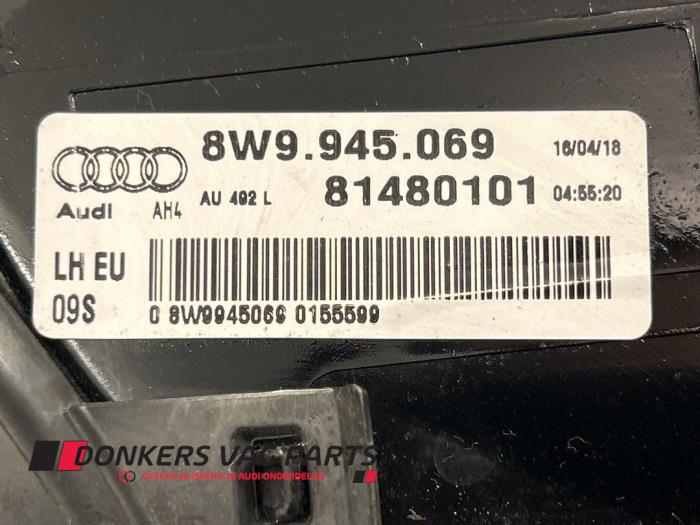 8W9.945.069 16/04/18
Audi AH4 AU 492 L 81480101 04:55:20
LH EU
09S
0 8W9945069 0155599
DONKERS VAG PARTS
GESPECIALISEERD IN AUDI ONDERDELEN